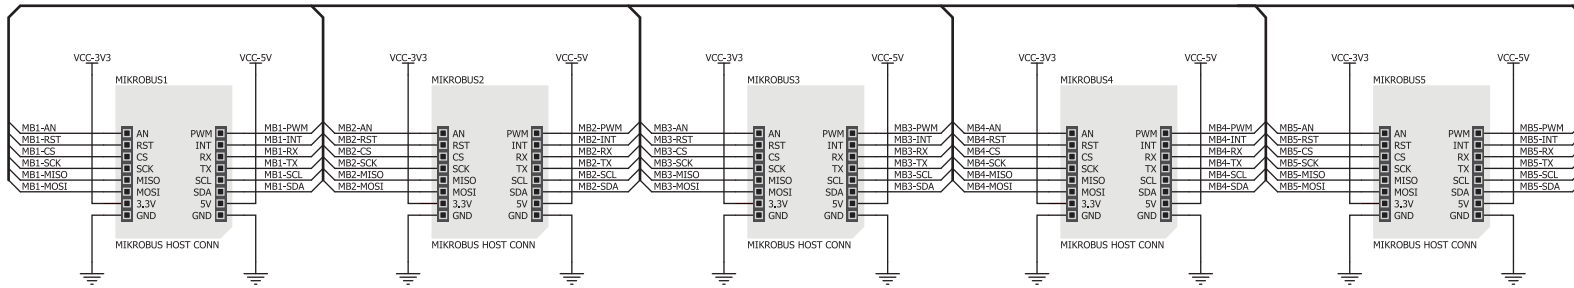 VCC-3V3 VCC-5V VCC-3V3 VCC-5V VCC-3V3 VCC-5V VCC-3V3 VCC-5V VCC-3V3 VCC-5V
MIKROBUS1 MIKROBUS2 MIKROBUS3 MIKROBUS4 MIKROBUS5
MB1-AN AN PWM MB1-PWM MB2-AN AN PWM MB2-PWM MB3-AN AN PWM MB3-PWM MB4-AN AN PWM MB4-PWM MB5-AN AN PWM MB5-PWM
MB1-RST RST INT MB1-INT MB2-RST RST INT MB2-INT MB3-RST RST INT MB3-INT MB4-RST RST INT MB4-INT MB5-RST RST INT MB5-INT
MB1-CS CS RX MB1-RX MB2-CS CS RX MB2-RX MB3-CS CS RX MB3-RX MB4-CS CS RX MB4-RX MB5-CS CS RX MB5-RX
MB1-SCK SCK TX MB1-TX MB2-SCK SCK TX MB2-TX MB3-SCK SCK TX MB3-TX MB4-SCK SCK TX MB4-TX MB5-SCK SCK TX MB5-TX
MB1-MISO MISO SCL MB1-SCL MB2-MISO MISO SCL MB2-SCL MB3-MISO MISO SCL MB3-SCL MB4-MISO MISO SCL MB4-SCL MB5-MISO MISO SCL MB5-SCL
MB1-MOSI MOSI SDA MB1-SDA MB2-MOSI MOSI SDA MB2-SDA MB3-MOSI MOSI SDA MB3-SDA MB4-MOSI MOSI SDA MB4-SDA MB5-MOSI MOSI SDA MB5-SDA
3.3V 5V 3.3V 5V 3.3V 5V 3.3V 5V 3.3V 5V
GND GND GND GND GND GND GND GND GND GND
MIKROBUS HOST CONN MIKROBUS HOST CONN MIKROBUS HOST CONN MIKROBUS HOST CONN MIKROBUS HOST CONN